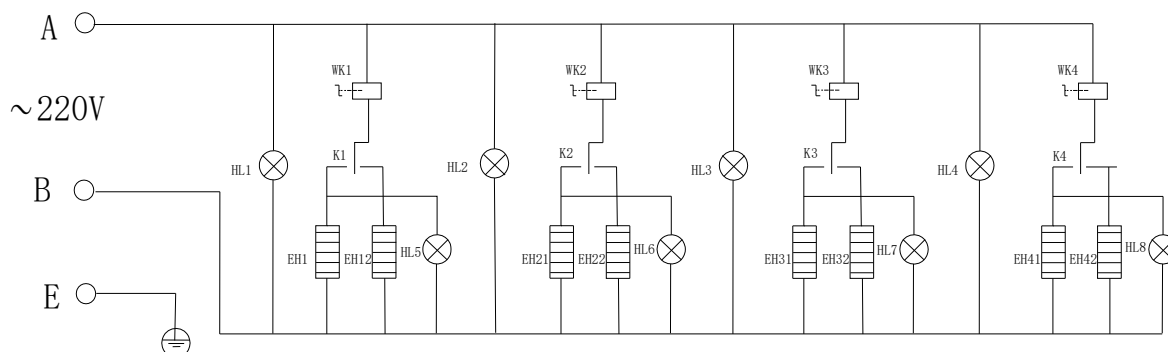 A
WK1
WK2
WK3
WK4
~220V
K1
K2
K3
K4
HL1
HL2
HL3
HL4
B
EH1
EH12
HL5
EH21
EH22
HL6
EH31
EH32
HL7
EH41
EH42
HL8
E